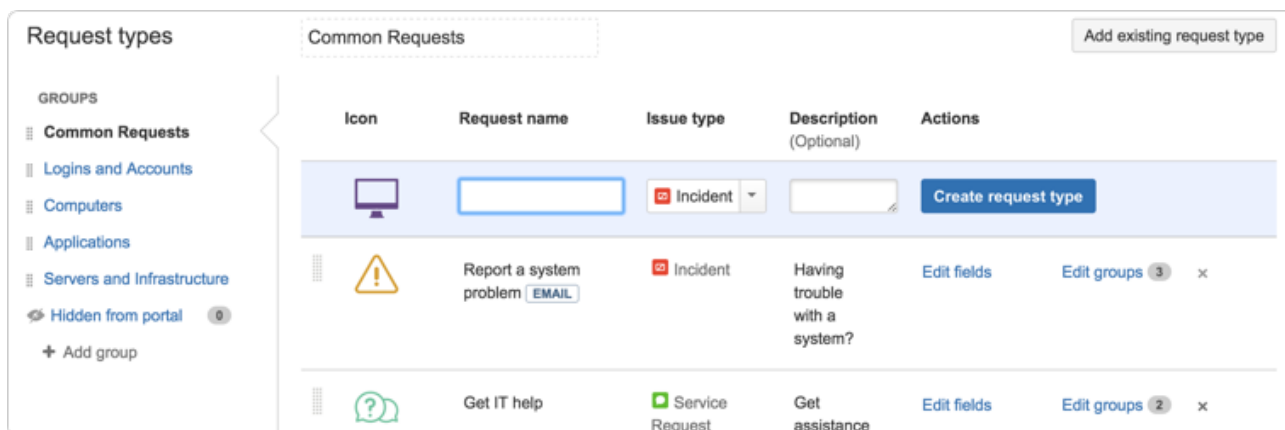 Request types
Common Requests
Add existing request type
GROUPS
Common Requests
Logins and Accounts
Computers
Applications
Servers and Infrastructure
Hidden from portal 0
+ Add group
Icon Request name Issue type Description Actions
(Optional)
Incident Create request type
Report a system Incident Having Edit fields Edit groups 3 ×
problem EMAIL trouble
with a
system?
Get IT help Service Get Edit fields Edit groups 2 ×
Request assistance